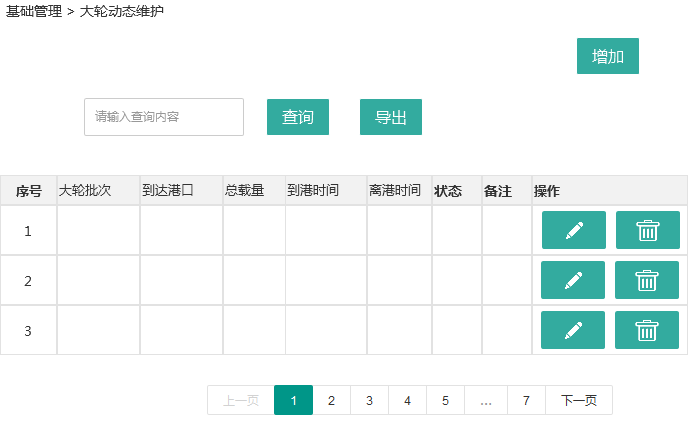 基础管理 > 大轮动态维护
增加
请输入查询内容 查询 导出
序号 大轮批次 到达港口 总载量 到港时间 离港时间 状态 备注 操作
1
2
3
上一页 1 2 3 4 5 ... 7 下一页